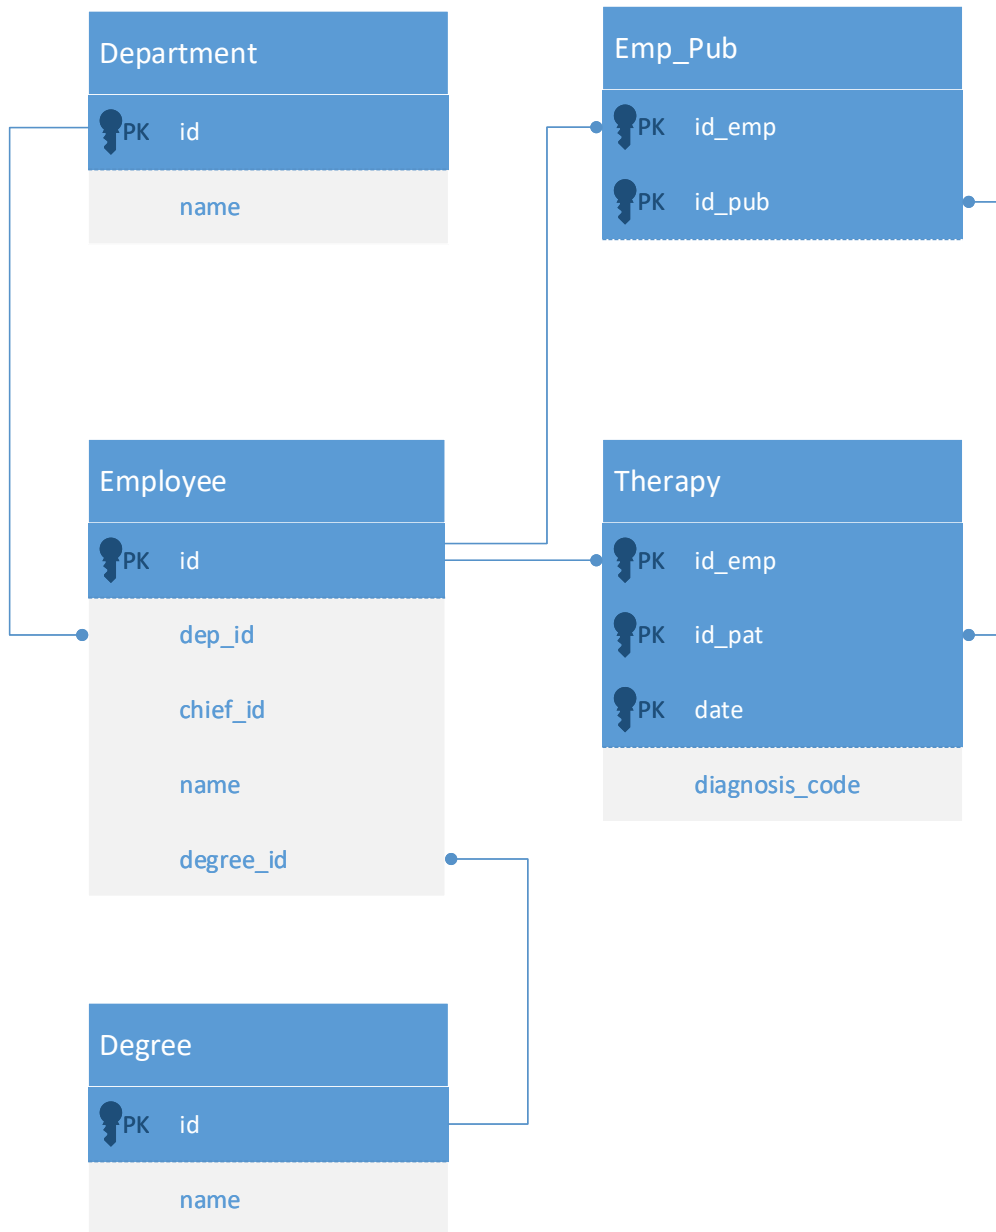 Department
PK id
name
Emp_Pub
PK id_emp
PK id_pub
Employee
PK id
dep_id
chief_id
name
degree_id
Therapy
PK id_emp
PK id_pat
PK date
diagnosis_code
Degree
PK id
name